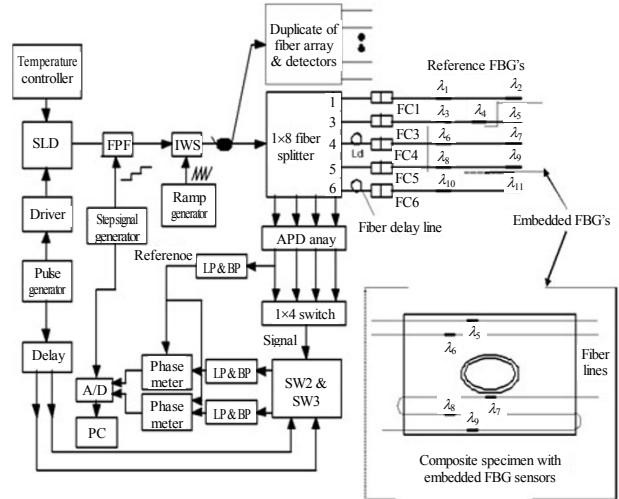 Temperature
controller
Duplicate of
fiber array
& detectors
Reference FBG's
SLD
FPF
IWS
1×8 fiber
splitter
1
3
4
5
6
Ld
FC1
FC3
FC4
FC5
FC6
λ1
λ2
λ3
λ4
λ5
λ6
λ7
λ8
λ9
λ10
λ11
Driver
Stepsignal
generator
Ramp
generator
Fiber delay line
Embedded FBG's
Pulse
generator
Referenoe
LP & BP
APD anay
1×4 switch
Signal
Delay
A/D
PC
Phase
meter
LP & BP
Phase
meter
LP & BP
SW2 &
SW3
λ5
λ6
λ7
λ8
λ9
Fiber
lines
Composite specimen with
embedded FBG sensors